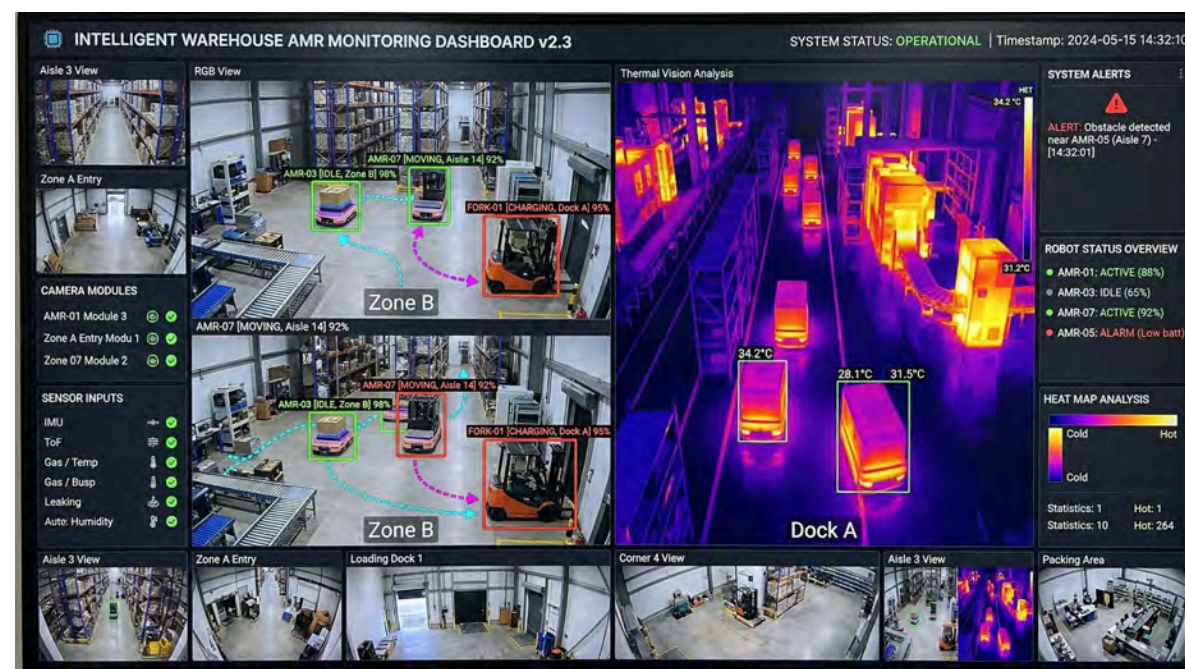 INTELLIGENT WAREHOUSE AMR MONITORING DASHBOARD v2.3
SYSTEM STATUS: OPERATIONAL | Timestamp: 2024-05-15 14:32:10
Aisle 3 View
Zone A Entry
CAMERA MODULES
AMR-01 Module 3
Zone A Entry Modu 1
Zone 07 Module 2
SENSOR INPUTS
IMU
ToF
Gas / Temp
Gas / Busp
Leaking
Auto: Humidity
RGB View
AMR-07 [MOVING, Aisle 14] 92%
AMR-03 [IDLE, Zone B] 98%
FORK-01 [CHARGING, Dock A] 95%
Zone B
AMR-07 [MOVING, Aisle 14] 92%
AMR-07 [MOVING, Aisle 14] 92%
AMR-03 [IDLE, Zone B] 98%
FORK-01 [CHARGING, Dock A] 95%
Zone B
Thermal Vision Analysis
HET
34.2 °C
31.2°C
34.2°C
28.1°C 31.5°C
Dock A
SYSTEM ALERTS
ALERT: Obstacle detected
near AMR-05 (Aisle 7) -
[14:32:01]
ROBOT STATUS OVERVIEW
AMR-01: ACTIVE (88%)
AMR-03: IDLE (65%)
AMR-07: ACTIVE (92%)
AMR-05: ALARM (Low batt)
HEAT MAP ANALYSIS
Cold Hot
Cold
Statistics: 1 Hot: 1
Statistics: 10 Hot: 264
Aisle 3 View
Zone A Entry
Loading Dock 1
Corner 4 View
Aisle 3 View
Packing Area